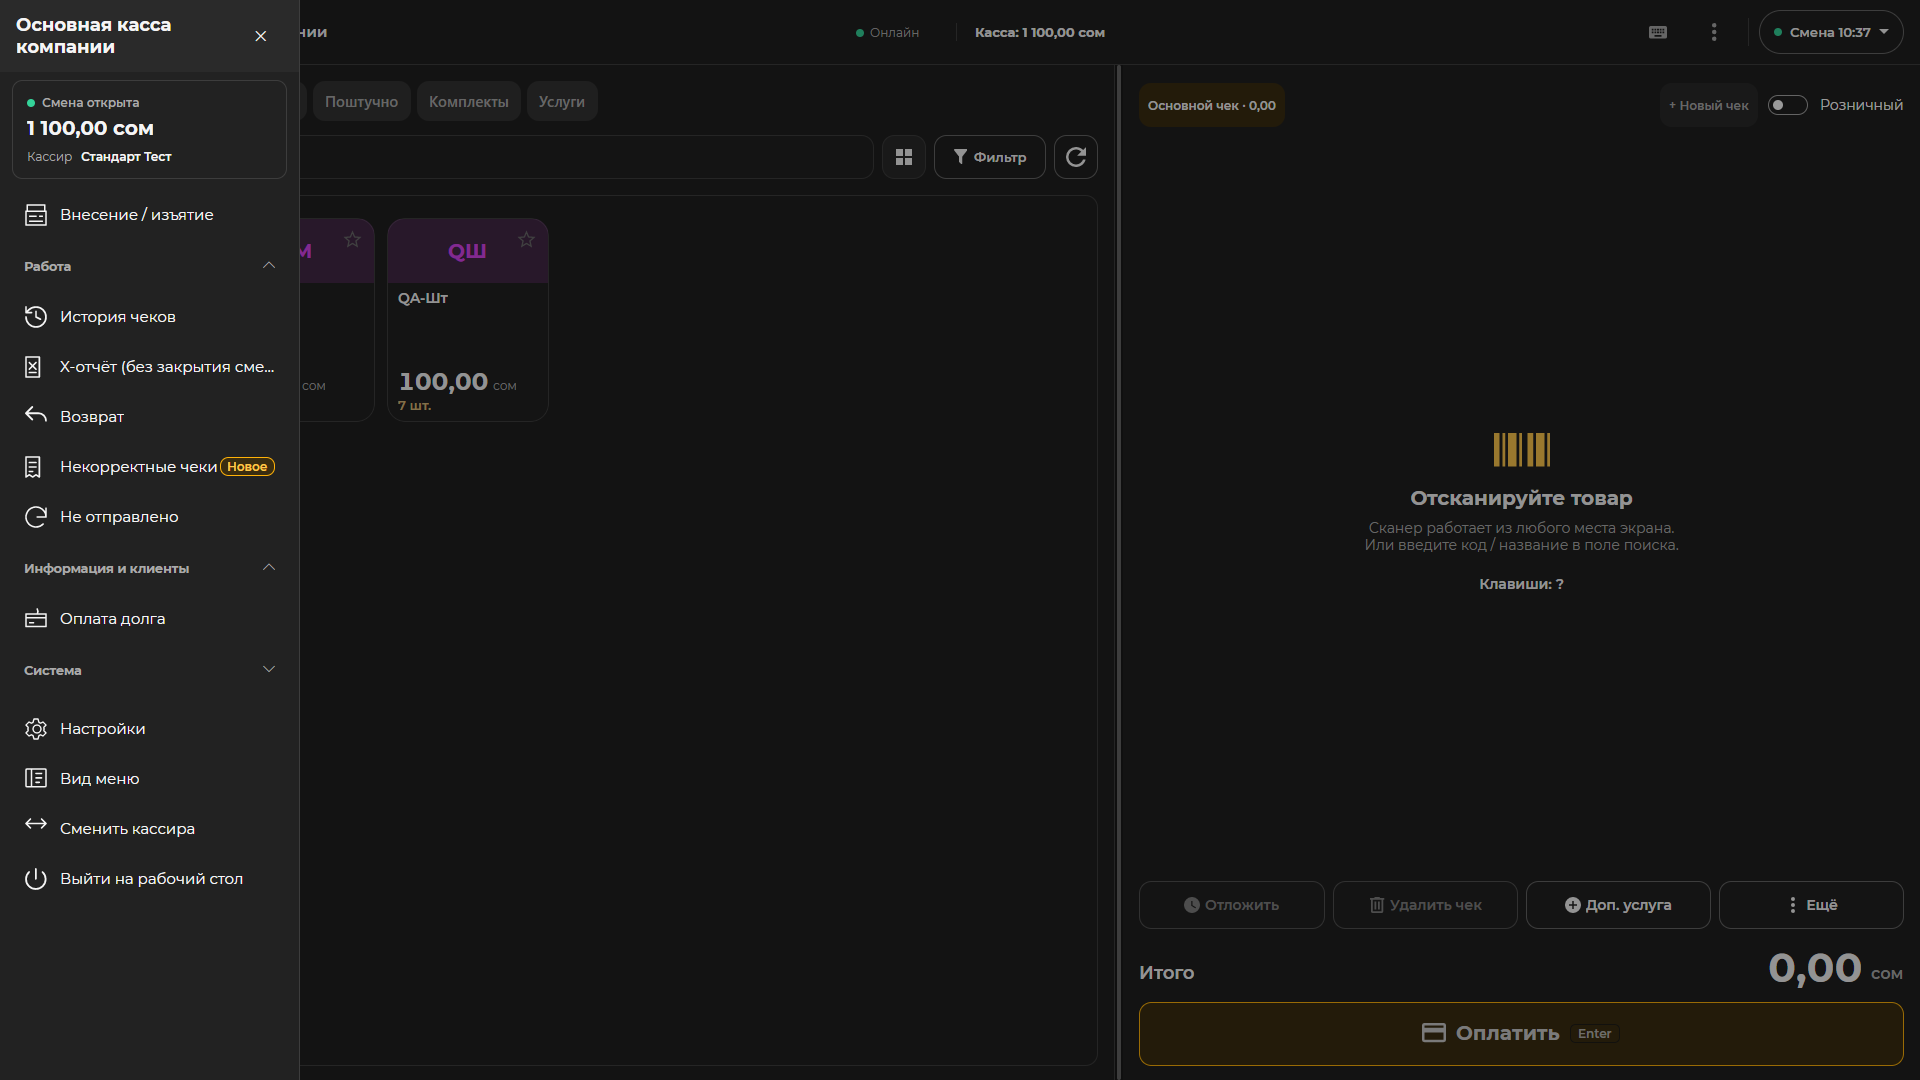 Основная касса
компании
Смена открыта
1 100,00 сом
Кассир Стандарт Тест
Внесение / изъятие
Работа
История чеков
X-отчёт (без закрытия сме...
Возврат
Некорректные чеки Новое
Не отправлено
Информация и клиенты
Оплата долга
Система
Настройки
Вид меню
Сменить кассира
Выйти на рабочий стол
нии
Онлайн
Касса: 1 100,00 сом
Смена 10:37
Поштучно
Комплекты
Услуги
Фильтр
М
сом
QШ
QA-Шт
100,00 сом
7 шт.
Основной чек · 0,00
+ Новый чек
Розничный
Отсканируйте товар
Сканер работает из любого места экрана.
Или введите код / название в поле поиска.
Клавиши: ?
Отложить
Удалить чек
Доп. услуга
Ещё
Итого
0,00 сом
Оплатить Enter